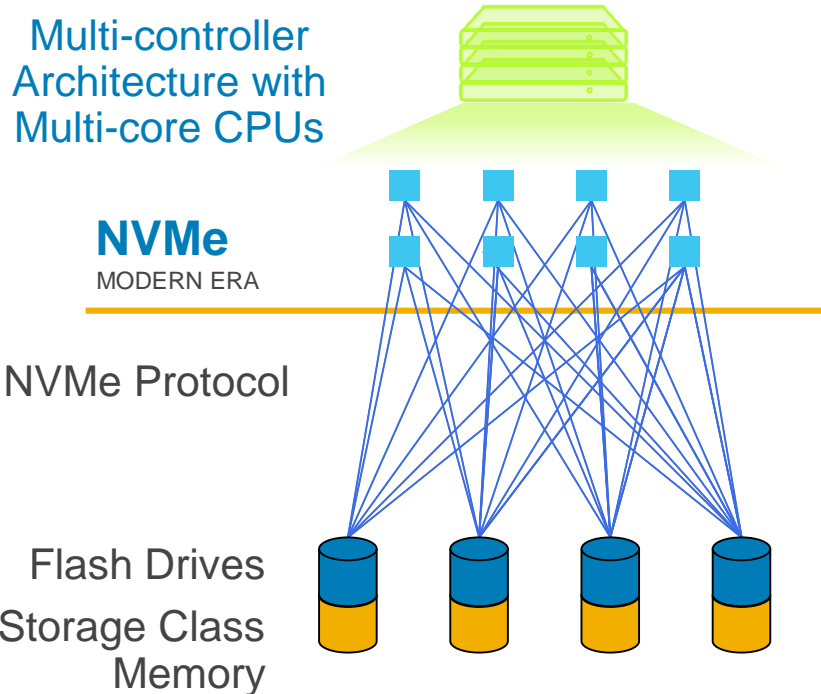 Multi-controller
Architecture with
Multi-core CPUs
NVMe
MODERN ERA
NVMe Protocol
Flash Drives
Storage Class
Memory